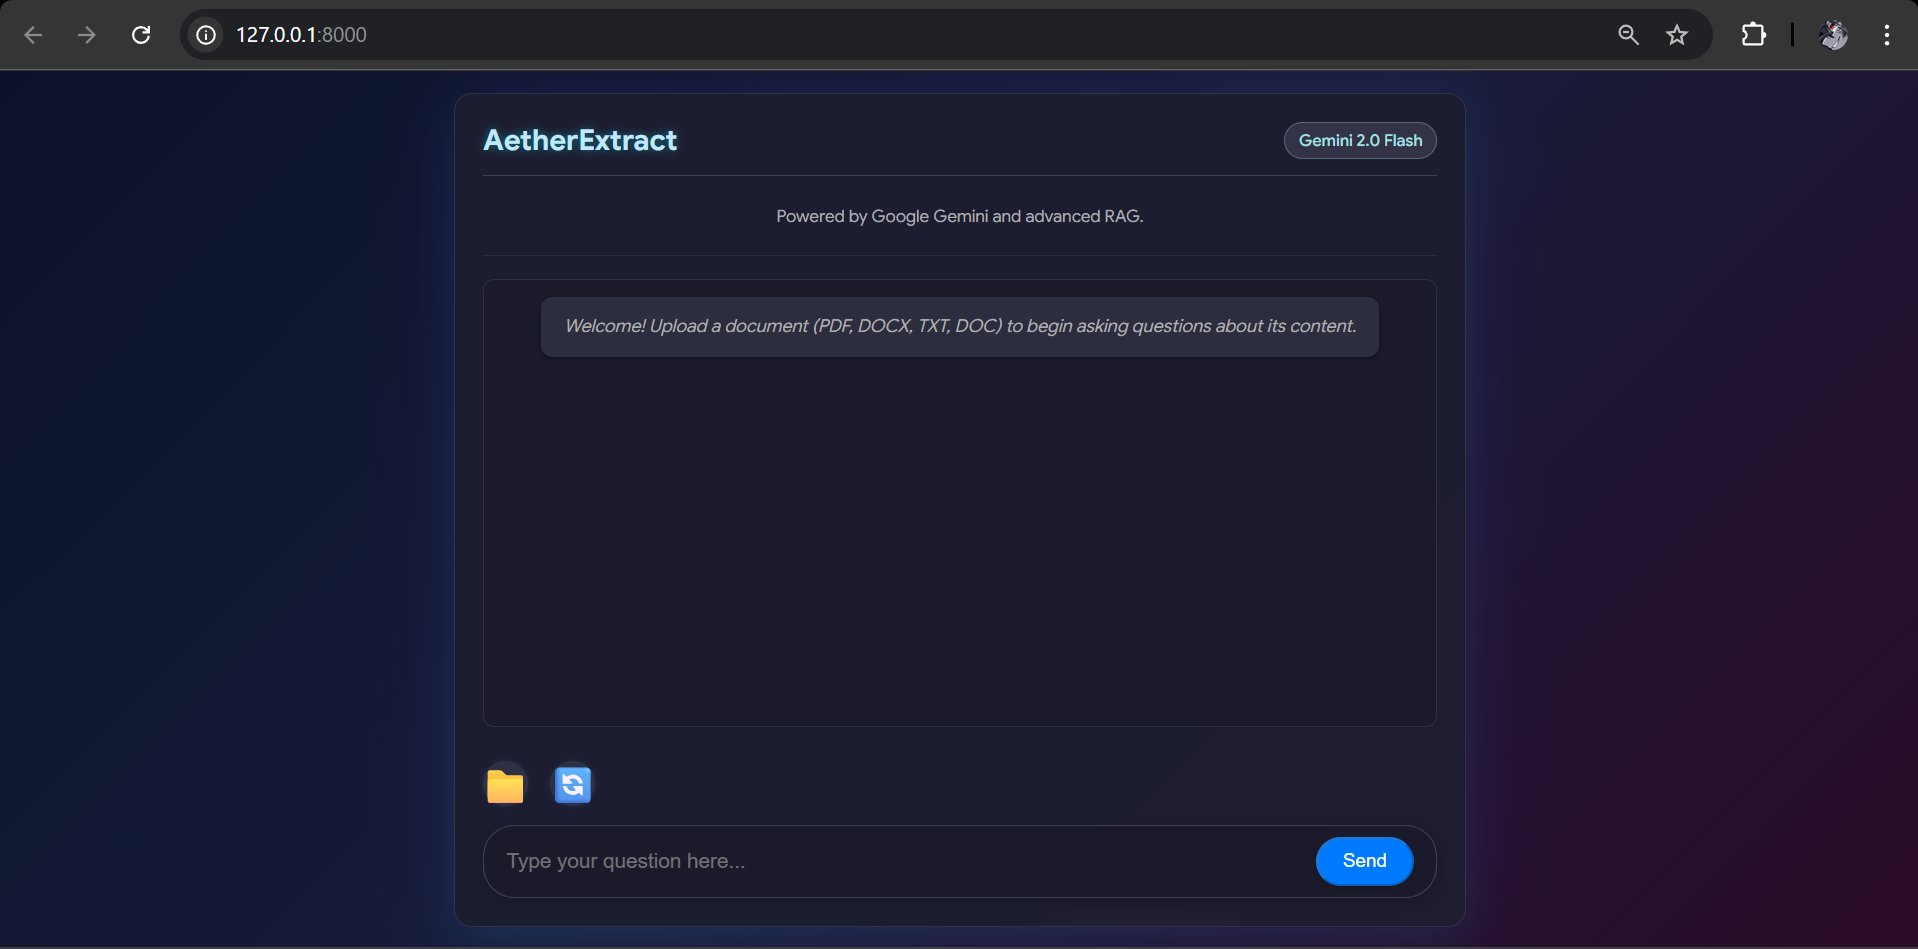 127.0.0.1:8000
AetherExtract
Gemini 2.0 Flash
Powered by Google Gemini and advanced RAG.
Welcome! Upload a document (PDF, DOCX, TXT, DOC) to begin asking questions about its content.
Type your question here...
Send